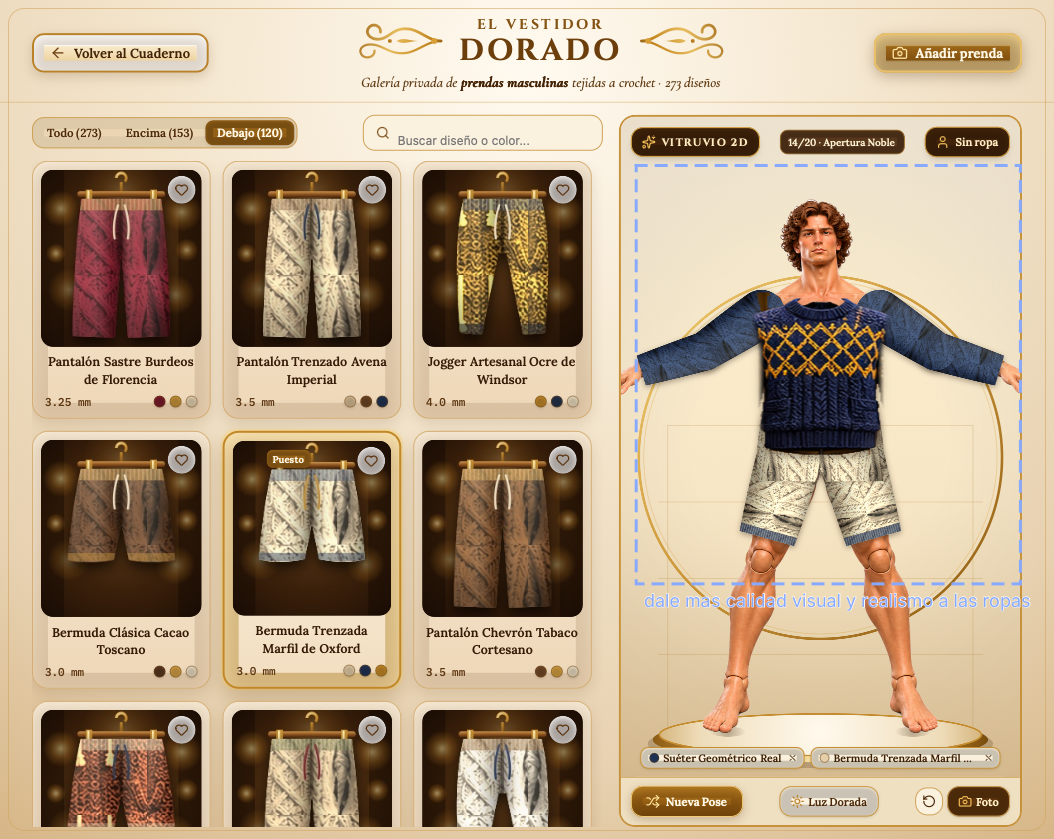 EL VESTIDOR
DORADO
Volver al Cuaderno
Añadir prenda
Galería privada de prendas masculinas tejidas a crochet · 273 diseños
Todo (273)
Encima (153)
Debajo (120)
Buscar diseño o color...
VITRUVIO 2D
14/20 · Apertura Noble
Sin ropa
Pantalón Sastre Burdeos
de Florencia
3.25 mm
Pantalón Trenzado Avena
Imperial
3.5 mm
Jogger Artesanal Ocre de
Windsor
4.0 mm
Puesto
Bermuda Clásica Cacao
Toscano
3.0 mm
Bermuda Trenzada
Marfil de Oxford
3.0 mm
Pantalón Chevrón Tabaco
Cortesano
3.5 mm
dale mas calidad visual y realismo a las ropas
Suéter Geométrico Real
Bermuda Trenzada Marfil ...
Nueva Pose
Luz Dorada
Foto